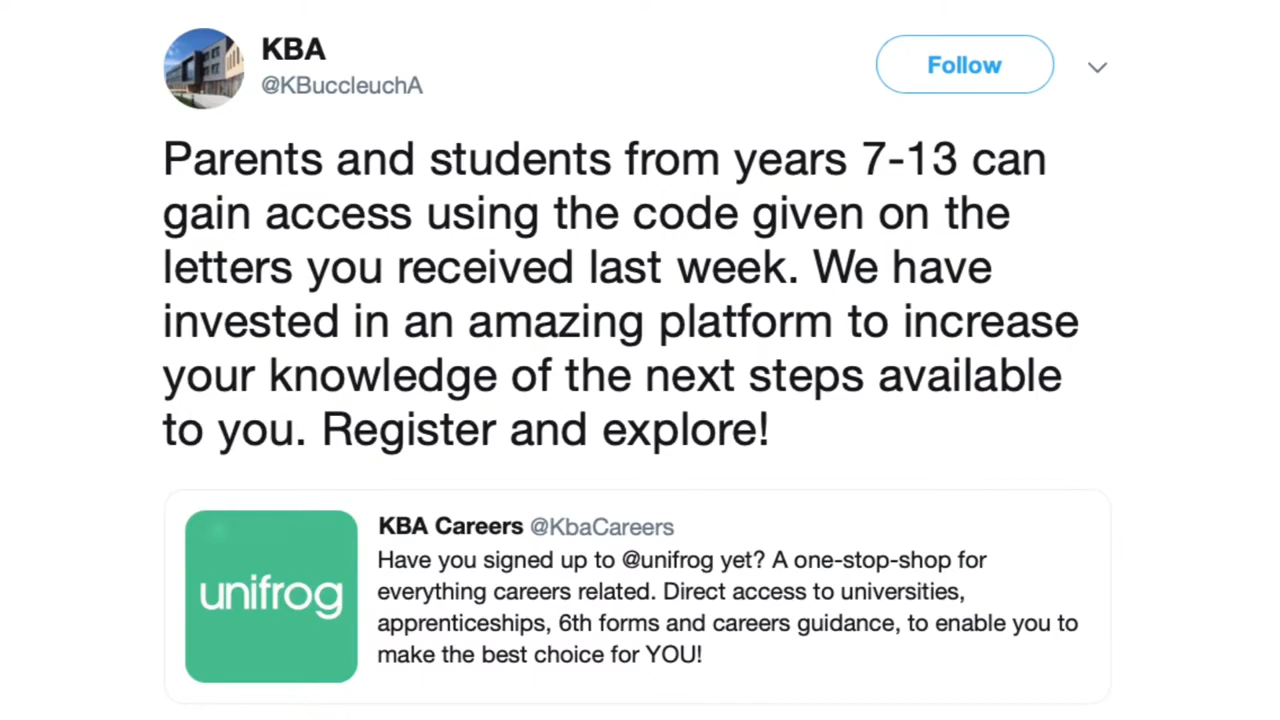 KBA
@KBuccleuchA
Follow
Parents and students from years 7-13 can
gain access using the code given on the
letters you received last week. We have
invested in an amazing platform to increase
your knowledge of the next steps available
to you. Register and explore!
unifrog
KBA Careers @KbaCareers
Have you signed up to @unifrog yet? A one-stop-shop for
everything careers related. Direct access to universities,
apprenticeships, 6th forms and careers guidance, to enable you to
make the best choice for YOU!